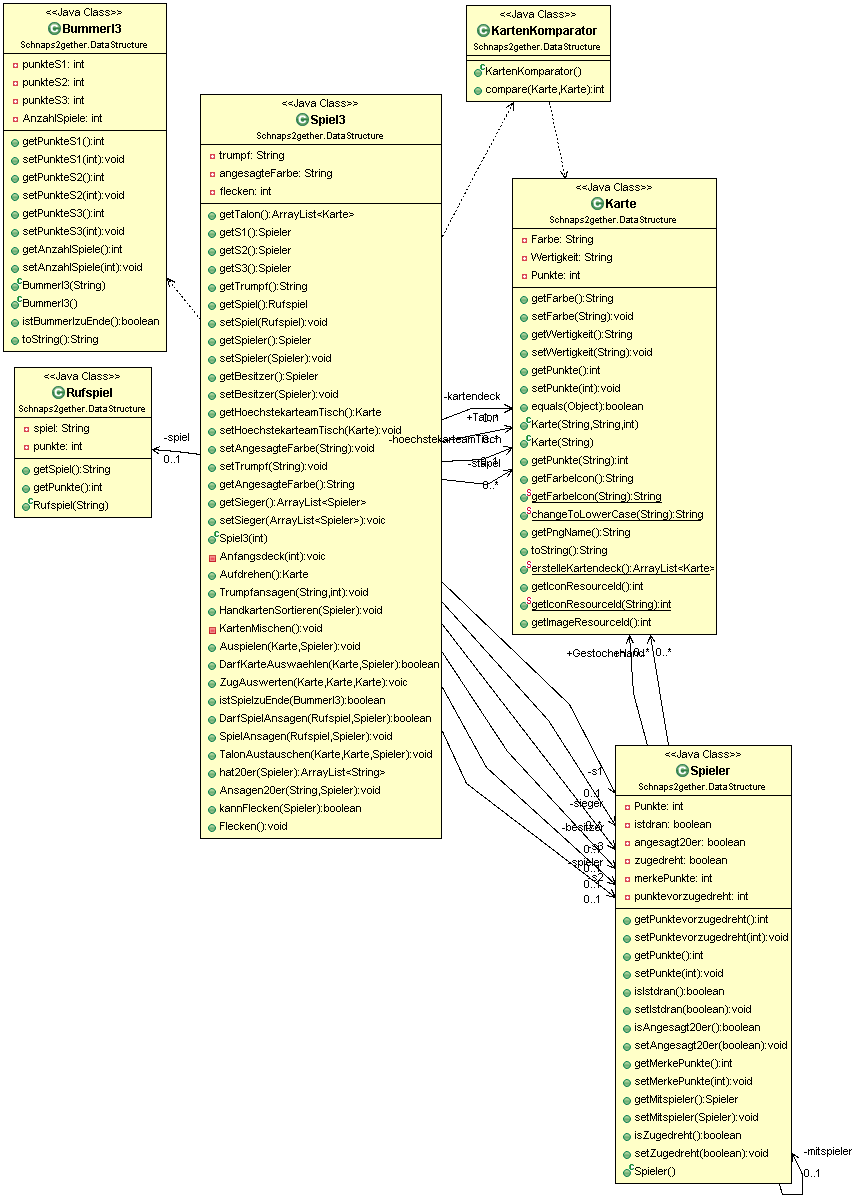 <<Java Class>>
Bummerl3
Schnaps2gether.DataStructure
punkteS1: int
punkteS2: int
punkteS3: int
AnzahlSpiele: int
getPunkteS1():int
setPunkteS1(int):void
getPunkteS2():int
setPunkteS2(int):void
getPunkteS3():int
setPunkteS3(int):void
getAnzahlSpiele():int
setAnzahlSpiele(int):void
Bummerl3(String)
Bummerl3()
istBummerlzuEnde():boolean
toString():String
<<Java Class>>
Rufspiel
Schnaps2gether.DataStructure
spiel: String
punkte: int
getSpiel():String
getPunkte():int
Rufspiel(String)
-spiel
0..1
<<Java Class>>
Spiel3
Schnaps2gether.DataStructure
trumpf: String
angesagteFarbe: String
flecken: int
getTalon():ArrayList<Karte>
getS1():Spieler
getS2():Spieler
getS3():Spieler
getTrumpf():String
getSpiel():Rufspiel
setSpiel(Rufspiel):void
getSpieler():Spieler
setSpieler(Spieler):void
getBesitzer():Spieler
setBesitzer(Spieler):void
getHoechstekarteamTisch():Karte
setHoechstekarteamTisch(Karte):void
setAngesagteFarbe(String):void
setTrumpf(String):void
getAngesagteFarbe():String
getSieger():ArrayList<Spieler>
setSieger(ArrayList<Spieler>):voic
Spiel3(int)
Anfangsdeck(int):voic
Aufdrehen():Karte
Trumpfansagen(String,int):void
HandkartenSortieren(Spieler):void
KartenMischen():void
Auspielen(Karte,Spieler):void
DarfKarteAuswaehlen(Karte,Spieler):boolean
ZugAuswerten(Karte,Karte,Karte):voic
istSpielzuEnde(Bummerl3):boolean
DarfSpielAnsagen(Rufspiel,Spieler):boolean
SpielAnsagen(Rufspiel,Spieler):void
TalonAustauschen(Karte,Karte,Spieler):void
hat20er(Spieler):ArrayList<String>
Ansagen20er(String,Spieler):void
kannFlecken(Spieler):boolean
Flecken():void
<<Java Class>>
KartenKomparator
Schnaps2gether.DataStructure
KartenKomparator()
compare(Karte,Karte):int
-kartendeck
+Talon
-hoechstekarteamTisch
0..1
-stapel
0..*
<<Java Class>>
Karte
Schnaps2gether.DataStructure
Farbe: String
Wertigkeit: String
Punkte: int
getFarbe():String
setFarbe(String):void
getWertigkeit():String
setWertigkeit(String):void
getPunkte():int
setPunkte(int):void
equals(Object):boolean
Karte(String,String,int)
Karte(String)
getPunkte(String):int
getFarbeIcon():String
getFarbeIcon(String):String
changeToLowerCase(String):String
getPngName():String
toString():String
erstelleKartendeck():ArrayList<Karte>
getIconResourceId():int
getIconResourceId(String):int
getImageResourceId():int
0..*
-s1
0..1
-sieger
-besitzer
-s3
0..1
-spieler
-s2
0..1
0..1
<<Java Class>>
Spieler
Schnaps2gether.DataStructure
Punkte: int
istdran: boolean
angesagt20er: boolean
zugedreht: boolean
merkePunkte: int
punktevorzugedreht: int
getPunktevorzugedreht():int
setPunktevorzugedreht(int):void
getPunkte():int
setPunkte(int):void
isIstdran():boolean
setIstdran(boolean):void
isAngesagt20er():boolean
setAngesagt20er(boolean):void
getMerkePunkte():int
setMerkePunkte(int):void
getMitspieler():Spieler
setMitspieler(Spieler):void
isZugedreht():boolean
setZugedreht(boolean):void
Spieler()
-mitspieler
0..1